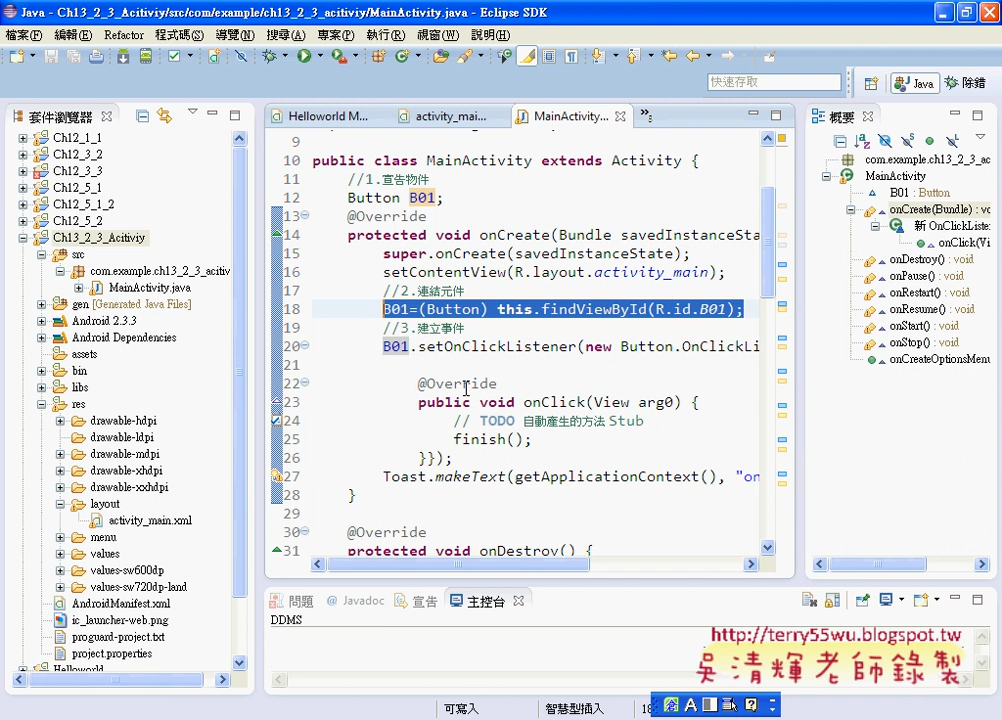 Java - Ch13_2_3_Acitiviy/src/com/example/ch13_2_3_acitiviy/MainActivity.java - Eclipse SDK
檔案(F) 編輯(E) Refactor 程式碼(S) 導覽(N) 搜尋(A) 專案(P) 執行(R) 視窗(W) 說明(H)
快速存取
Java 除錯
套件瀏覽器
Ch12_1_1
Ch12_3_2
Ch12_3_3
Ch12_5_1
Ch12_5_1_2
Ch12_5_2
Ch13_2_3_Acitiviy
src
com.example.ch13_2_3_acitiv
MainActivity.java
gen [Generated Java Files]
Android 2.3.3
Android Dependencies
assets
bin
libs
res
drawable-hdpi
drawable-ldpi
drawable-mdpi
drawable-xhdpi
drawable-xxhdpi
layout
activity_main.xml
menu
values
values-sw600dp
values-sw720dp-land
AndroidManifest.xml
ic_launcher-web.png
proguard-project.txt
project.properties
Helloworld
Helloworld M... activity_mai... MainActivity... »5
9
10 public class MainActivity extends Activity {
11 //1.宣告物件
12 Button B01;
13 @Override
14 protected void onCreate(Bundle savedInstanceSta
15 super.onCreate(savedInstanceState);
16 setContentView(R.layout.activity_main);
17 //2.連結元件
18 B01=(Button) this.findViewById(R.id.B01);
19 //3.建立事件
20 B01.setOnClickListener(new Button.OnClickLi
21
22 @Override
23 public void onClick(View arg0) {
24 // TODO 自動產生的方法 Stub
25 finish();
26 }});
27 Toast.makeText(getApplicationContext(), "on
28 }
29
30 @Override
31 protected void onDestroy() {
概要
com.example.ch13_2_3_ac
MainActivity
B01 : Button
onCreate(Bundle) : vo
新 OnClickListe
onClick(Vi
onDestroy() : void
onPause() : void
onRestart() : void
onResume() : void
onStart() : void
onStop() : void
onCreateOptionsMenu
問題 @ Javadoc 宣告 主控台
DDMS
http://terry55wu.blogspot.tw
吳清輝老師錄製
可寫入 智慧型插入 18